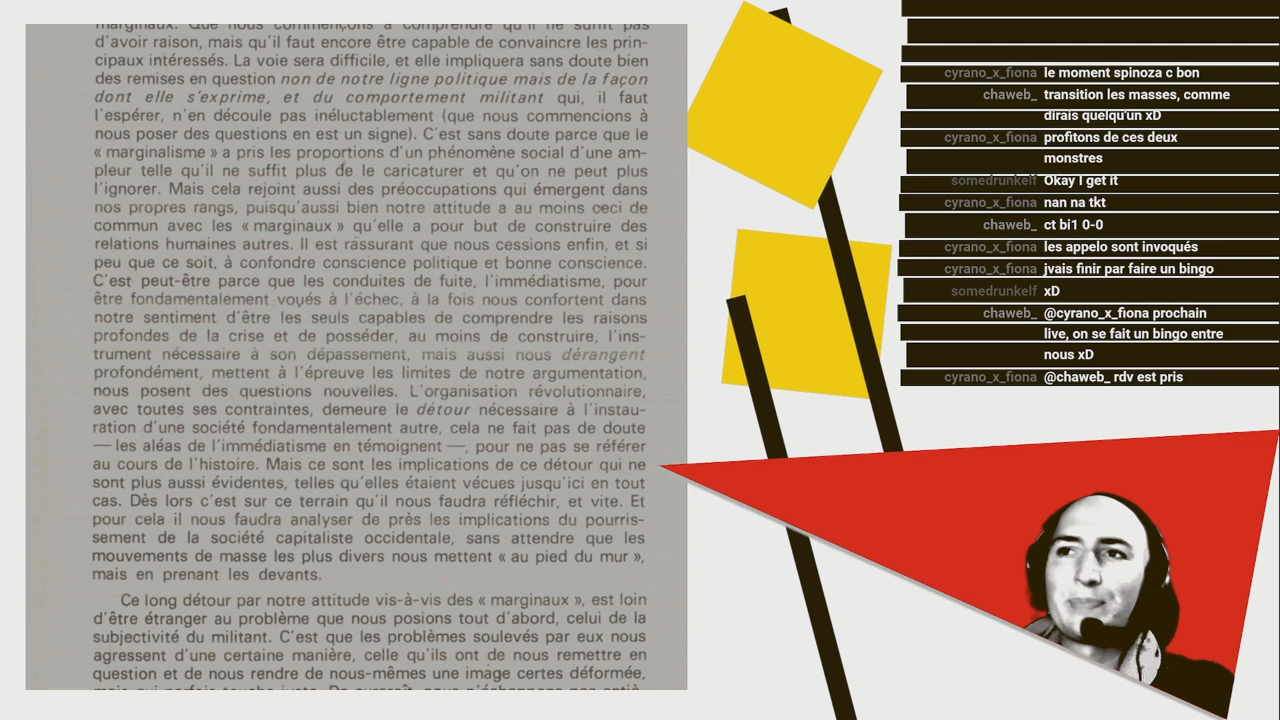 marginaux. Que nous commençons à comprendre qu'il ne suffit pas
d'avoir raison, mais qu'il faut encore être capable de convaincre les prin-
cipaux intéressés. La voie sera difficile, et elle impliquera sans doute bien
des remises en question non de notre ligne politique mais de la façon
dont elle s'exprime, et du comportement militant qui, il faut
l'espérer, n'en découle pas inéluctablement (que nous commencions à
nous poser des questions en est un signe). C'est sans doute parce que le
« marginalisme » a pris les proportions d'un phénomène social d'une am-
pleur telle qu'il ne suffit plus de le caricaturer et qu'on ne peut plus
l'ignorer. Mais cela rejoint aussi des préoccupations qui émergent dans
nos propres rangs, puisqu'aussi bien notre attitude a au moins ceci de
commun avec les « marginaux » qu'elle a pour but de construire des
relations humaines autres. Il est rassurant que nous cessions enfin, et si
peu que ce soit, à confondre conscience politique et bonne conscience.
C'est peut-être parce que les conduites de fuite, l'immédiatisme, pour
être fondamentalement voués à l'échec, à la fois nous confortent dans
notre sentiment d'être les seuls capables de comprendre les raisons
profondes de la crise et de posséder, au moins de construire, l'ins-
trument nécessaire à son dépassement, mais aussi nous dérangent
profondément, mettent à l'épreuve les limites de notre argumentation,
nous posent des questions nouvelles. L'organisation révolutionnaire,
avec toutes ses contraintes, demeure le détour nécessaire à l'instau-
ration d'une société fondamentalement autre, cela ne fait pas de doute
— les aléas de l'immédiatisme en témoignent —, pour ne pas se référer
au cours de l'histoire. Mais ce sont les implications de ce détour qui ne
sont plus aussi évidentes, telles qu'elles étaient vécues jusqu'ici en tout
cas. Dès lors c'est sur ce terrain qu'il nous faudra réfléchir, et vite. Et
pour cela il nous faudra analyser de près les implications du pourris-
sement de la société capitaliste occidentale, sans attendre que les
mouvements de masse les plus divers nous mettent « au pied du mur »,
mais en prenant les devants.
Ce long détour par notre attitude vis-à-vis des « marginaux », est loin
d'être étranger au problème que nous posions tout d'abord, celui de la
subjectivité du militant. C'est que les problèmes soulevés par eux nous
agressent d'une certaine manière, celle qu'ils ont de nous remettre en
question et de nous rendre de nous-mêmes une image certes déformée,
cyrano_x_fiona le moment spinoza c bon
chaweb_ transition les masses, comme
dirais quelqu'un xD
cyrano_x_fiona profitons de ces deux
monstres
somedrunkelf Okay I get it
cyrano_x_fiona nan na tkt
chaweb_ ct bi1 0-0
cyrano_x_fiona les appelo sont invoqués
cyrano_x_fiona jvais finir par faire un bingo
somedrunkelf xD
chaweb_ @cyrano_x_fiona prochain
live, on se fait un bingo entre
nous xD
cyrano_x_fiona @chaweb_ rdv est pris